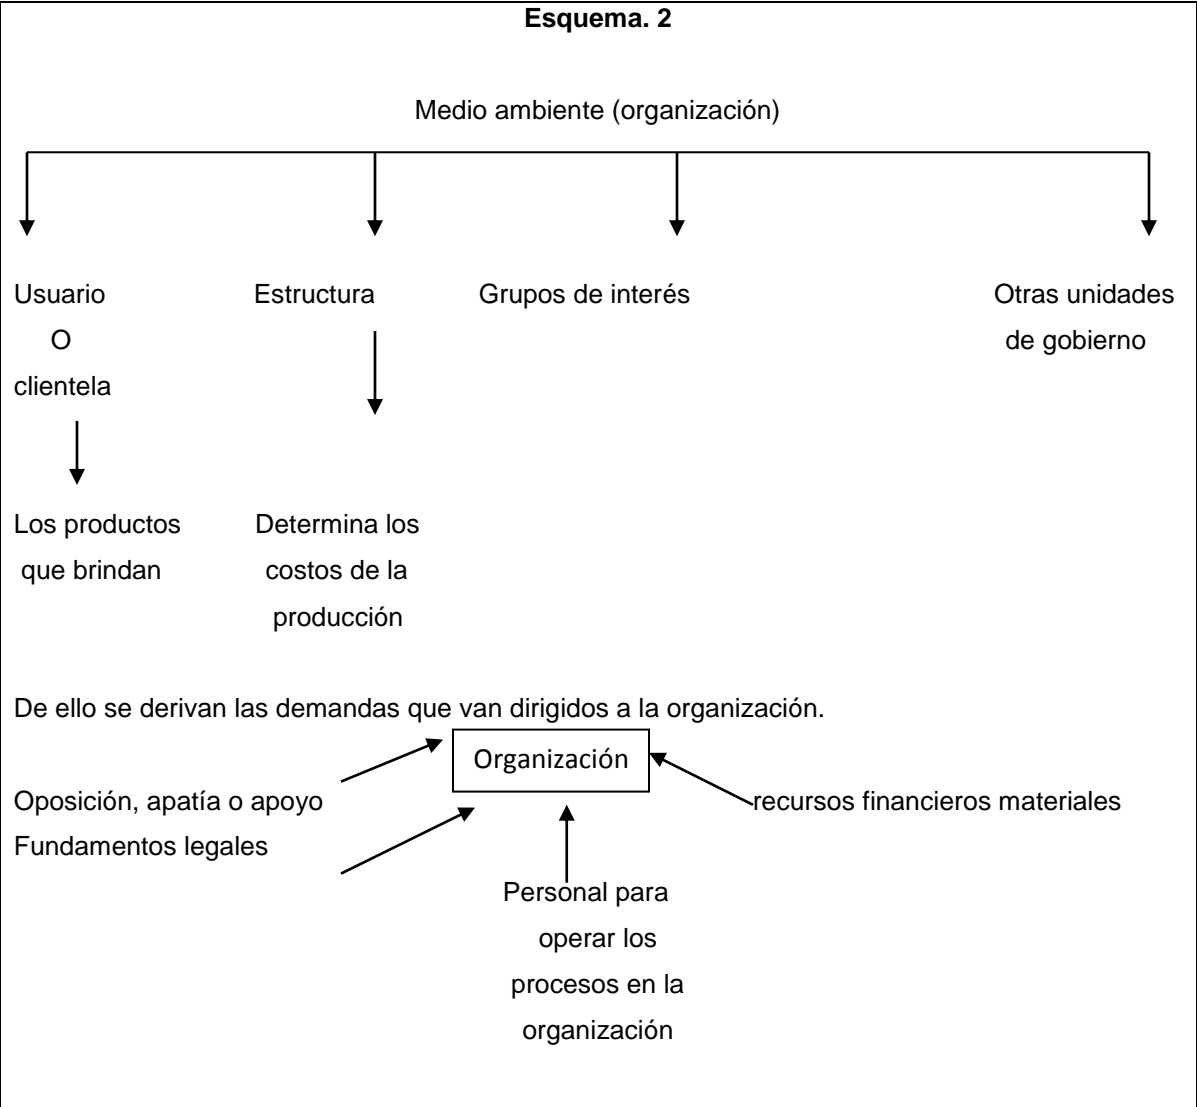 Esquema. 2
Medio ambiente (organización)
Usuario Estructura Grupos de interés Otras unidades
O de gobierno
clientela
Los productos Determina los
que brindan costos de la
producción
De ello se derivan las demandas que van dirigidos a la organización.
Organización
Oposición, apatía o apoyo recursos financieros materiales
Fundamentos legales
Personal para
operar los
procesos en la
organización